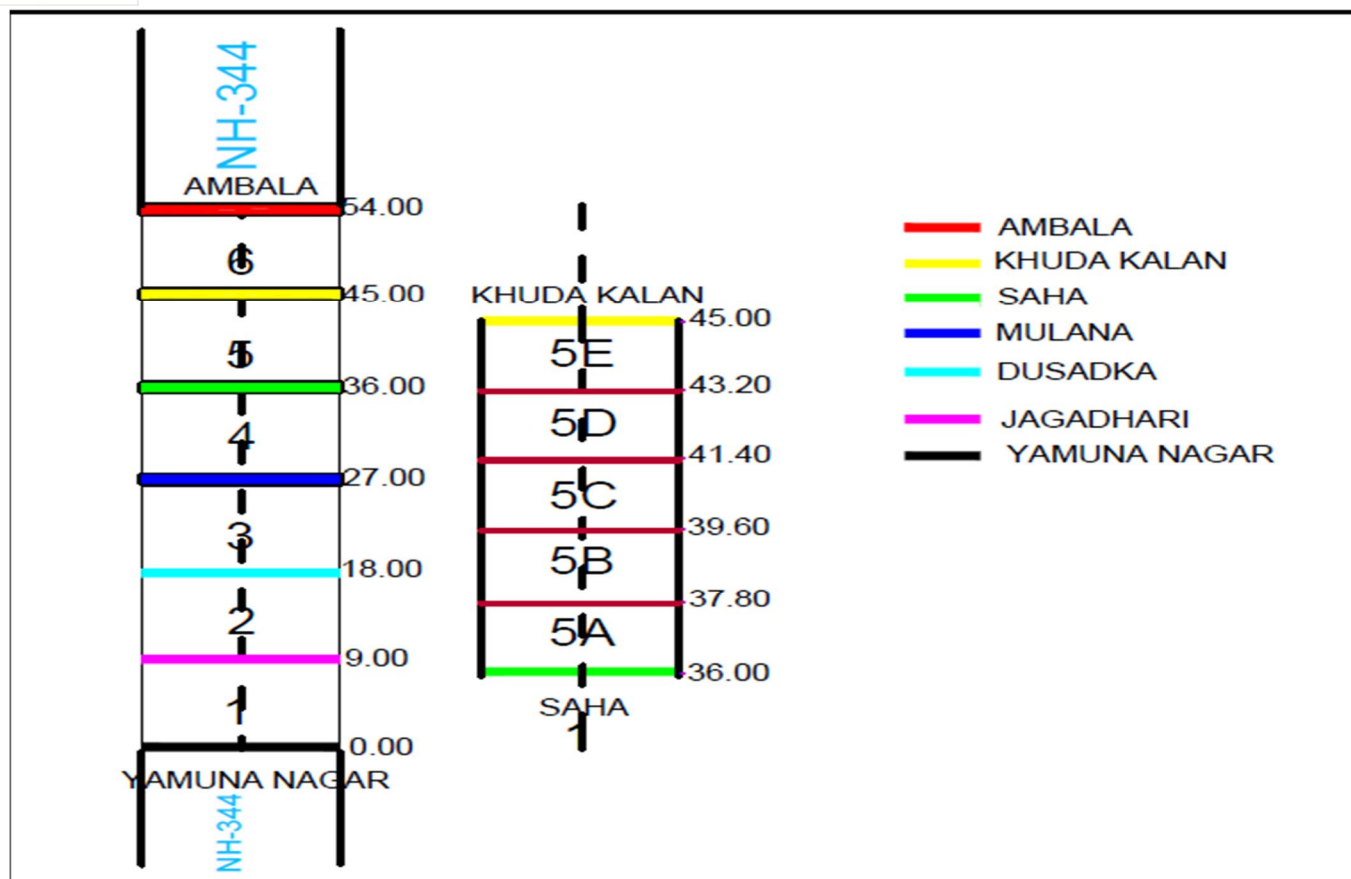 NH-344
AMBALA
54.00
6
45.00
5
36.00
4
27.00
3
18.00
2
9.00
1
0.00
YAMUNA NAGAR
NH-344
KHUDA KALAN
45.00
5E
43.20
5D
41.40
5C
39.60
5B
37.80
5A
36.00
SAHA
1
AMBALA
KHUDA KALAN
SAHA
MULANA
DUSADKA
JAGADHARI
YAMUNA NAGAR